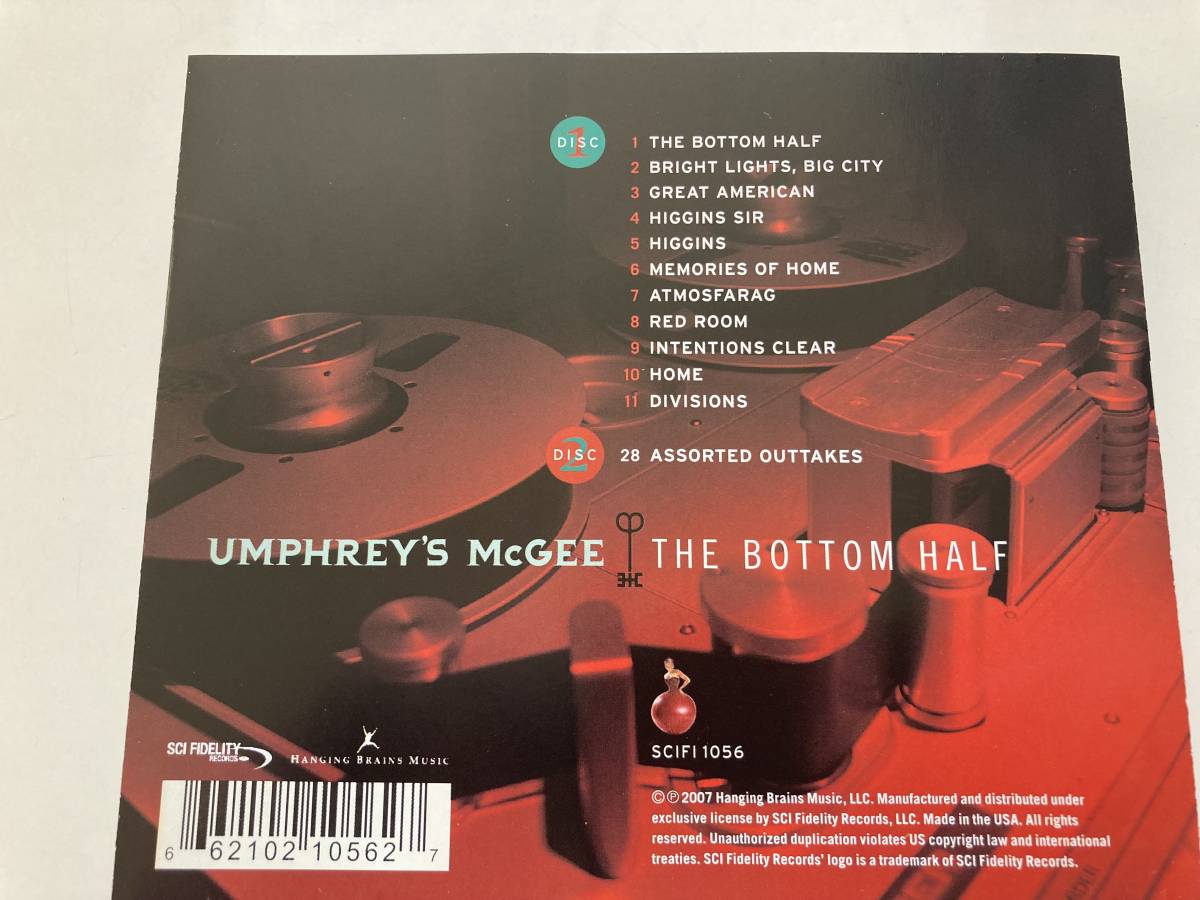 DISC 1
1 THE BOTTOM HALF
2 BRIGHT LIGHTS, BIG CITY
3 GREAT AMERICAN
4 HIGGINS SIR
5 HIGGINS
6 MEMORIES OF HOME
7 ATMOSFARAG
8 RED ROOM
9 INTENTIONS CLEAR
10 HOME
11 DIVISIONS
DISC 2
28 ASSORTED OUTTAKES
UMPHREY'S McGEE THE BOTTOM HALF
SCI FIDELITY
RECORDS
HANGING BRAINS MUSIC
SCIFI 1056
6 62102 10562 7
©℗ 2007 Hanging Brains Music, LLC. Manufactured and distributed under
exclusive license by SCI Fidelity Records, LLC. Made in the USA. All rights
reserved. Unauthorized duplication violates US copyright law and international
treaties. SCI Fidelity Records' logo is a trademark of SCI Fidelity Records.